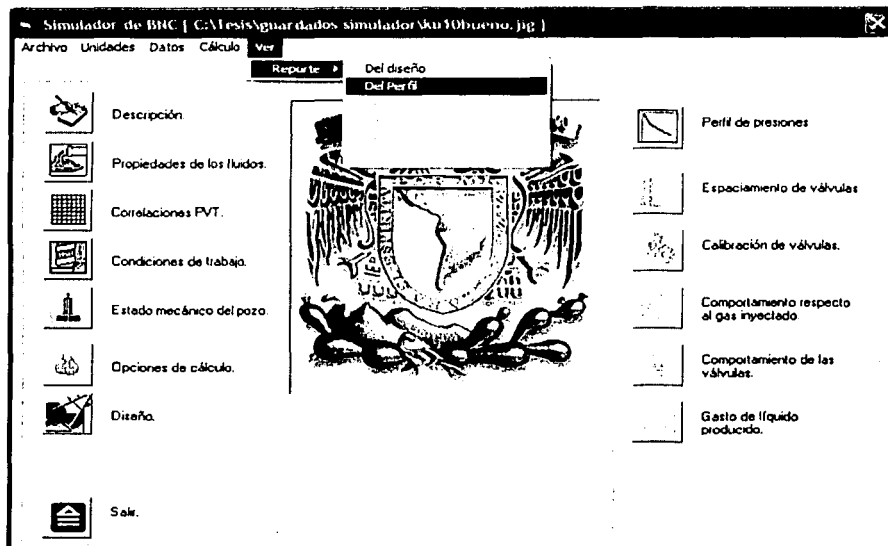 Simulador de BNC [ C:\Tesis\guardados simulador\ku10bueno.jig ]
Archivo Unidades Datos Cálculo Ver
Reporte
Del diseño
Del Perfil
Descripción.
Propiedades de los fluidos.
Correlaciones PVT.
Condiciones de trabajo.
Estado mecánico del pozo.
Opciones de cálculo.
Diseño.
Salir.
Perfil de presiones
Espaciamiento de válvulas
Calibración de válvulas.
Comportamiento respecto
al gas inyectado.
Comportamiento de las
válvulas.
Gasto de líquido
producido.